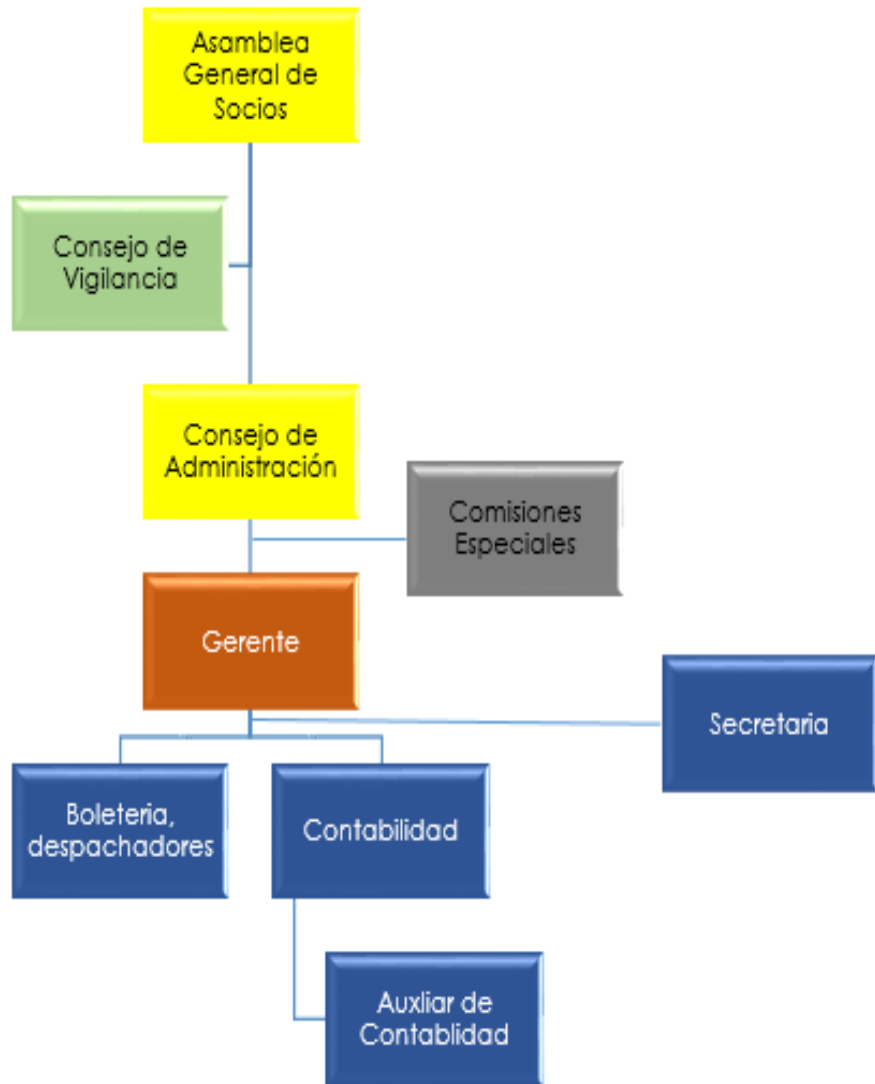 Asamblea
General de
Socios
Consejo de
Vigilancia
Consejo de
Administración
Comisiones
Especiales
Gerente
Secretaria
Boleteria,
despachadores
Contabilidad
Auxliar de
Contablidad